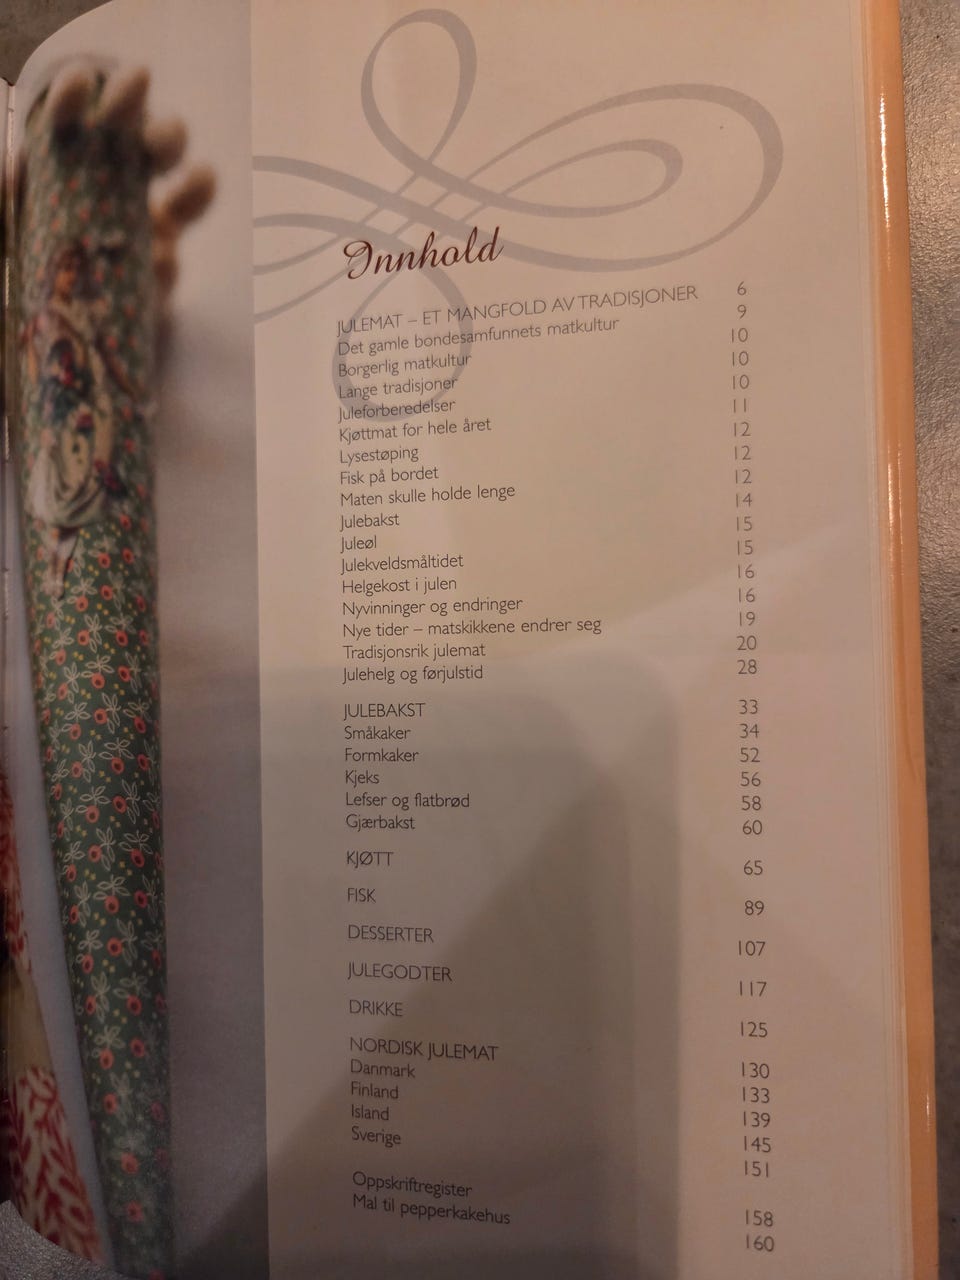 Innhold
JULEMAT – ET MANGFOLD AV TRADISJONER 6
Det gamle bondesamfunnets matkultur 9
Borgerlig matkultur 10
Lange tradisjoner 10
Juleforberedelser 10
Kjøttmat for hele året 11
Lysestøping 12
Fisk på bordet 12
Maten skulle holde lenge 12
Julebakst 14
Juleøl 15
Julekveldsmåltidet 15
Helgekost i julen 16
Nyvinninger og endringer 16
Nye tider – matskikkene endrer seg 19
Tradisjonsrik julemat 20
Julehelg og førjulstid 28
JULEBAKST 33
Småkaker 34
Formkaker 52
Kjeks 56
Lefser og flatbrød 58
Gjærbakst 60
KJØTT 65
FISK 89
DESSERTER 107
JULEGODTER 117
DRIKKE 125
NORDISK JULEMAT 130
Danmark 133
Finland 139
Island 145
Sverige 151
Oppskriftregister 158
Mal til pepperkakehus 160